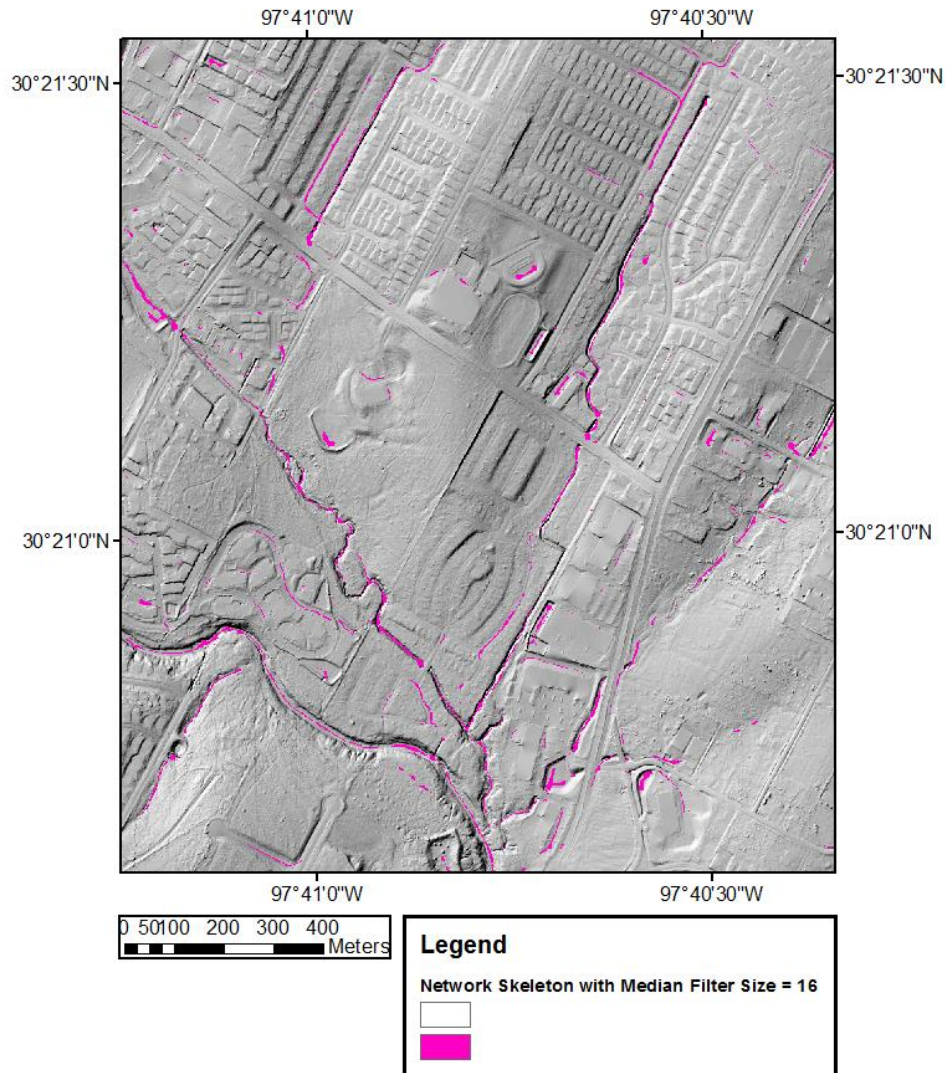 97°41'0"W 97°40'30"W
30°21'30"N 30°21'30"N
30°21'0"N 30°21'0"N
97°41'0"W 97°40'30"W
0 50100 200 300 400
Meters
Legend
Network Skeleton with Median Filter Size = 16